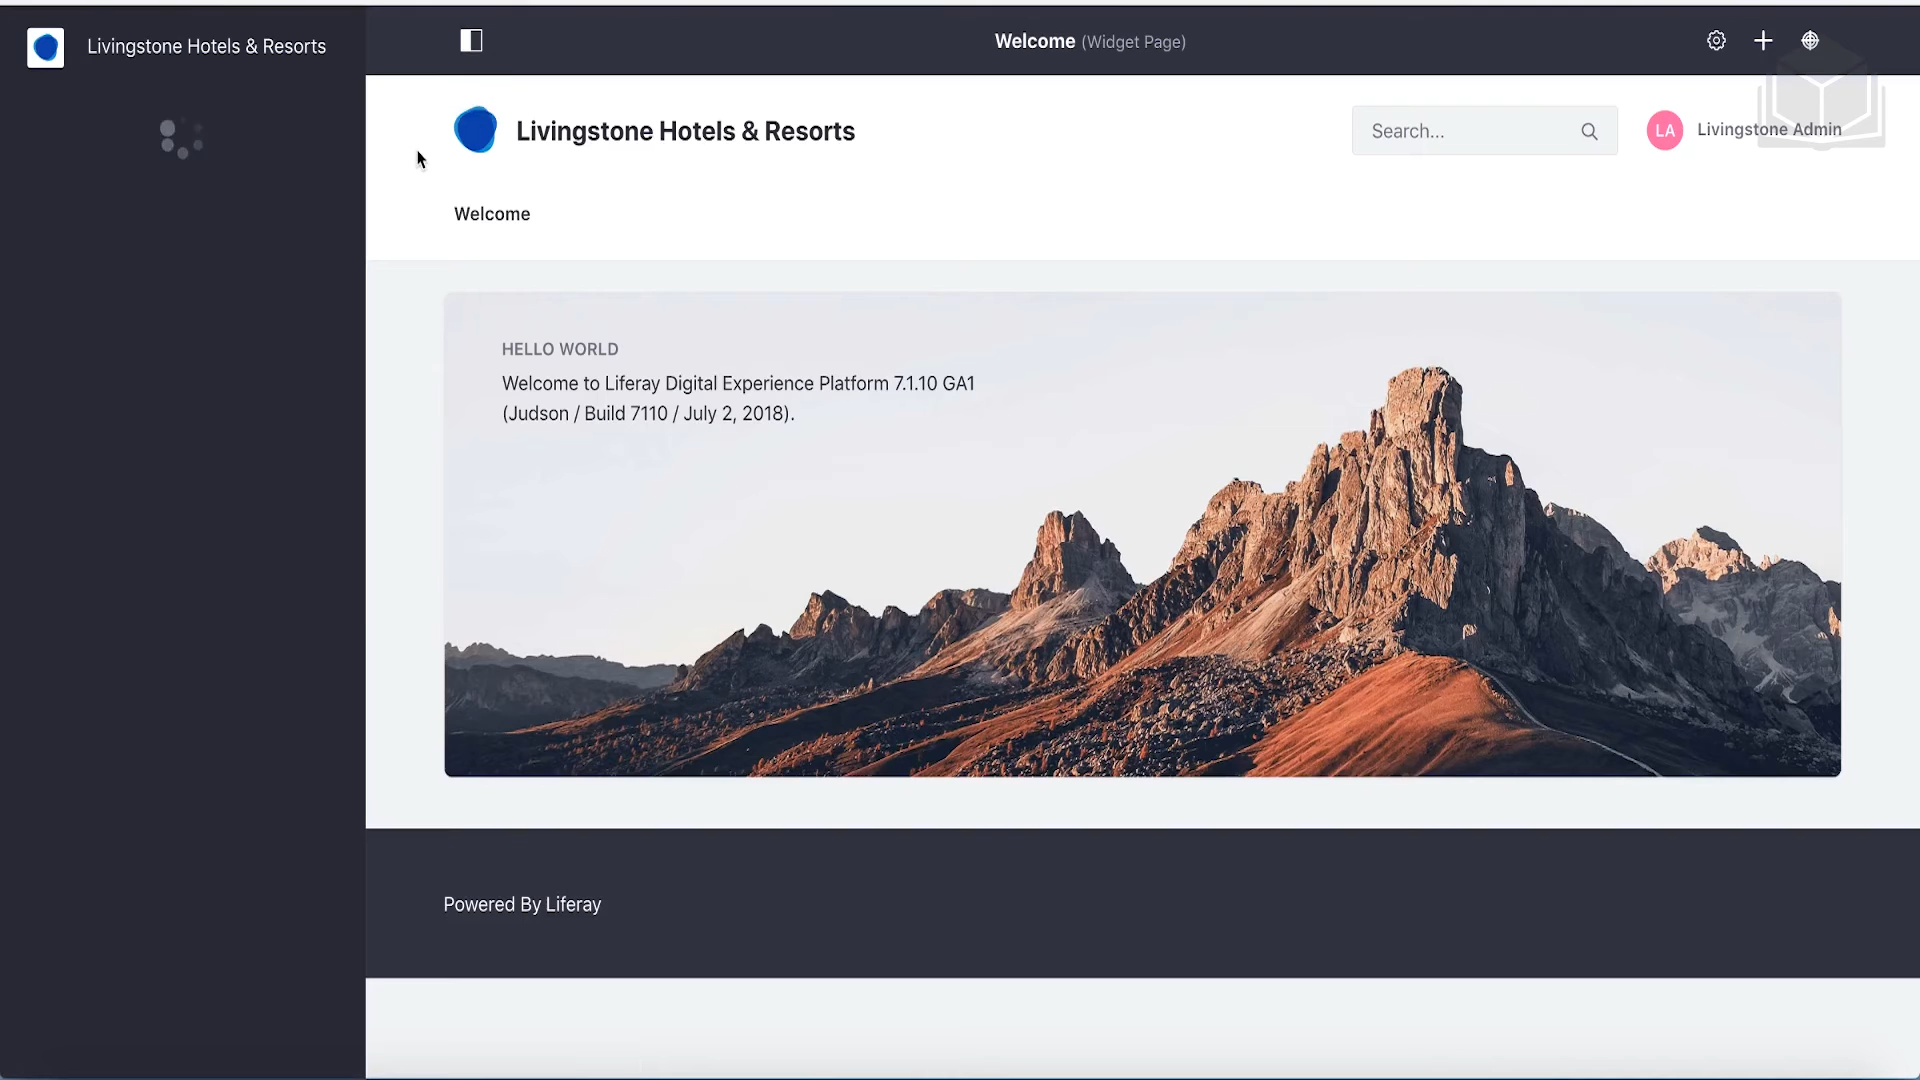 Livingstone Hotels & Resorts
Welcome (Widget Page)
Livingstone Hotels & Resorts
Search...
LA
Livingstone Admin
Welcome
HELLO WORLD
Welcome to Liferay Digital Experience Platform 7.1.10 GA1
(Judson / Build 7110 / July 2, 2018).
Powered By Liferay